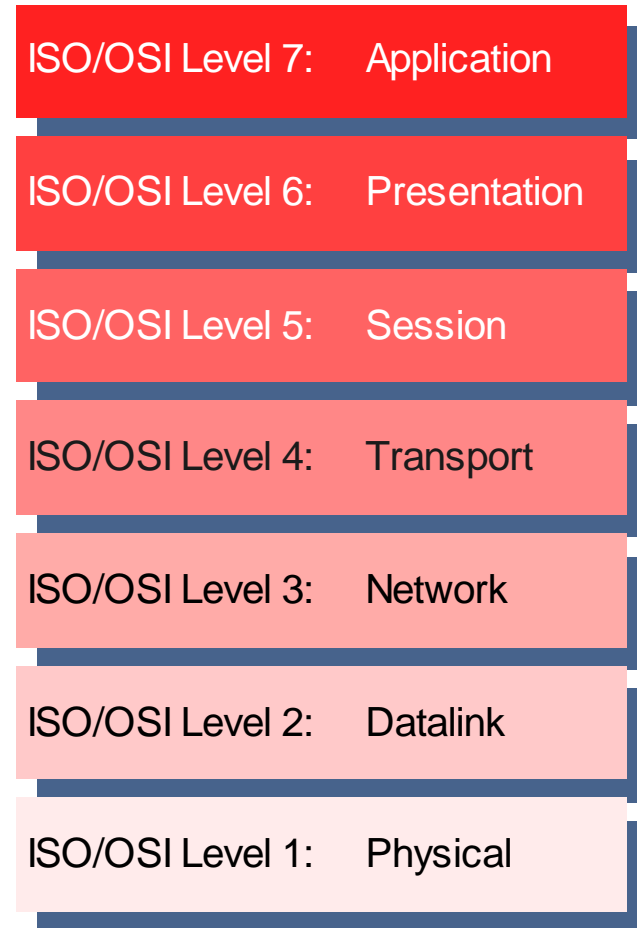 ISO/OSI Level 7: Application
ISO/OSI Level 6: Presentation
ISO/OSI Level 5: Session
ISO/OSI Level 4: Transport
ISO/OSI Level 3: Network
ISO/OSI Level 2: Datalink
ISO/OSI Level 1: Physical